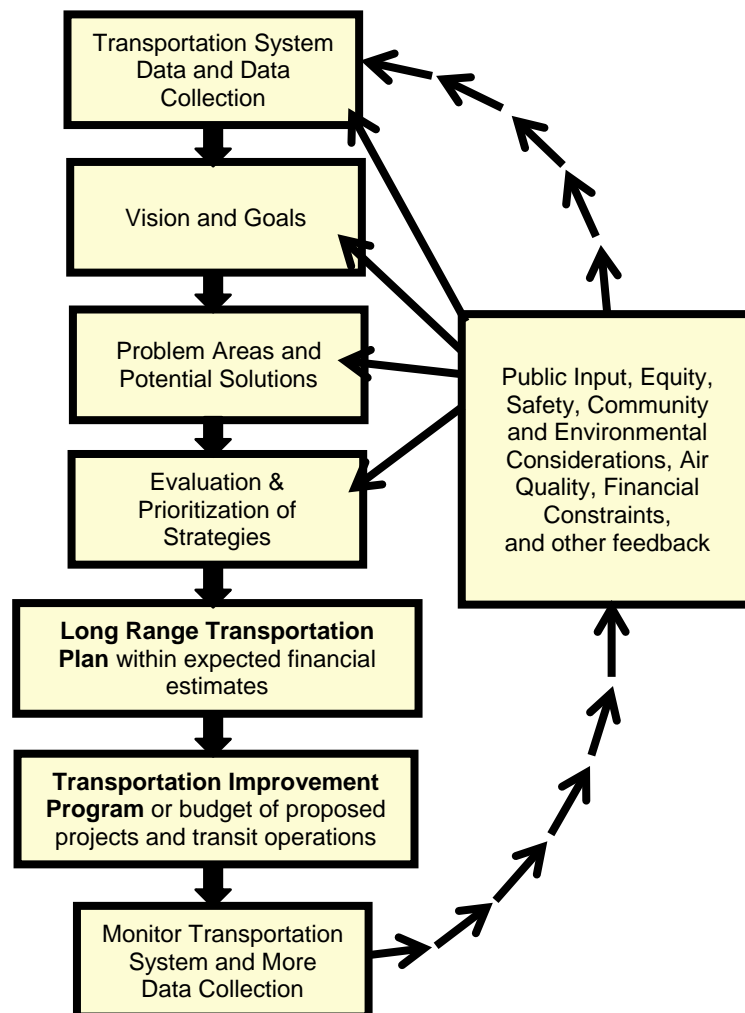 Transportation System
Data and Data
Collection
Vision and Goals
Problem Areas and
Potential Solutions
Evaluation &
Prioritization of
Strategies
Long Range Transportation
Plan within expected financial
estimates
Transportation Improvement
Program or budget of proposed
projects and transit operations
Monitor Transportation
System and More
Data Collection
Public Input, Equity,
Safety, Community
and Environmental
Considerations, Air
Quality, Financial
Constraints,
and other feedback